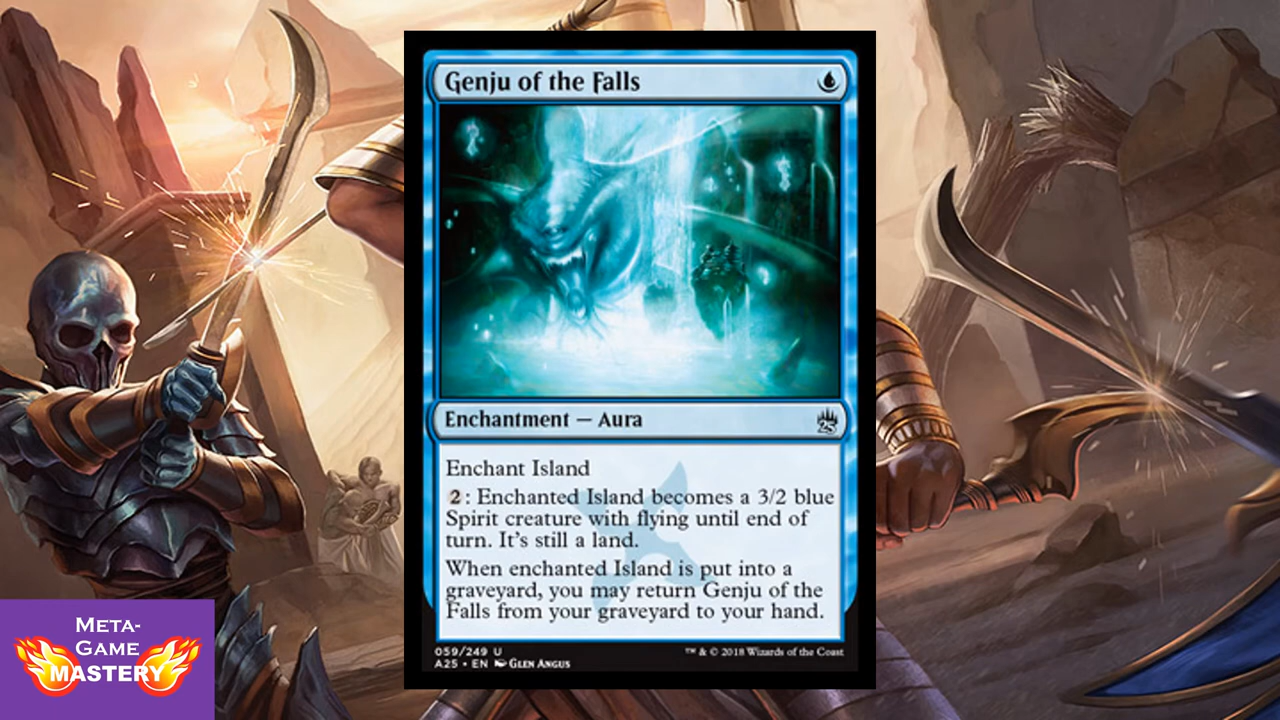 Genju of the Falls
Enchantment — Aura
Enchant Island
2: Enchanted Island becomes a 3/2 blue
Spirit creature with flying until end of
turn. It's still a land.
When enchanted Island is put into a
graveyard, you may return Genju of the
Falls from your graveyard to your hand.
059/249 U
A25 • EN Glen Angus
™ & © 2018 Wizards of the Coast
25
Meta-
Game
MASTERY